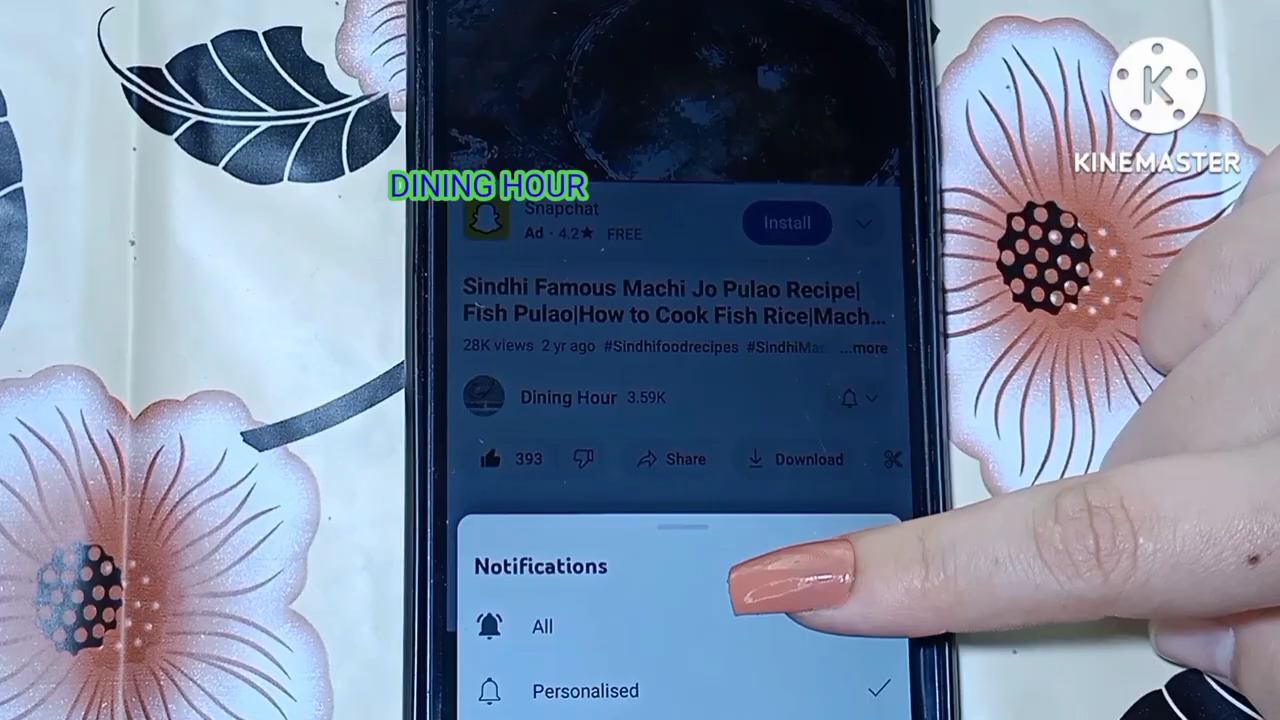 K
KINEMASTER
DINING HOUR
Snapchat
Ad · 4.2★ FREE
Install
Sindhi Famous Machi Jo Pulao Recipe|
Fish Pulao|How to Cook Fish Rice|Mach...
28K views 2 yr ago #Sindhifoodrecipes #SindhiMa ...more
Dining Hour 3.59K
393 Share Download
Notifications
All
Personalised